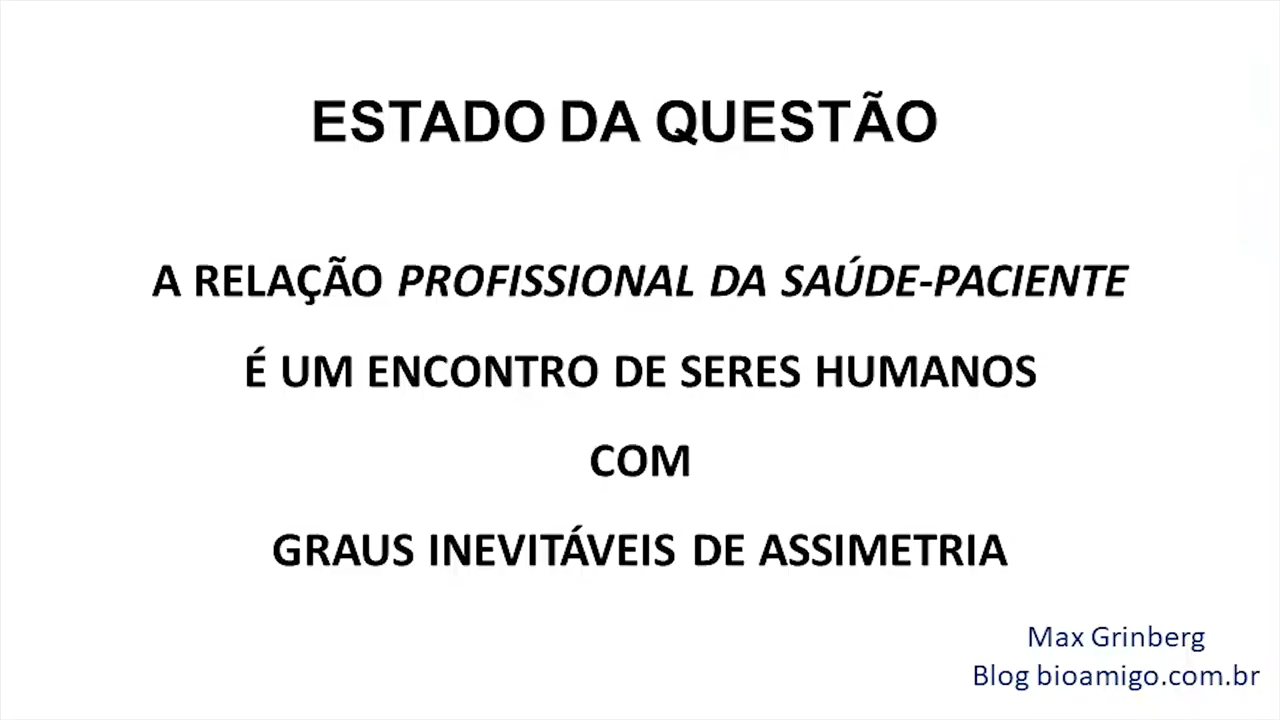 ESTADO DA QUESTÃO
A RELAÇÃO PROFISSIONAL DA SAÚDE-PACIENTE
É UM ENCONTRO DE SERES HUMANOS
COM
GRAUS INEVITÁVEIS DE ASSIMETRIA
Max Grinberg
Blog bioamigo.com.br